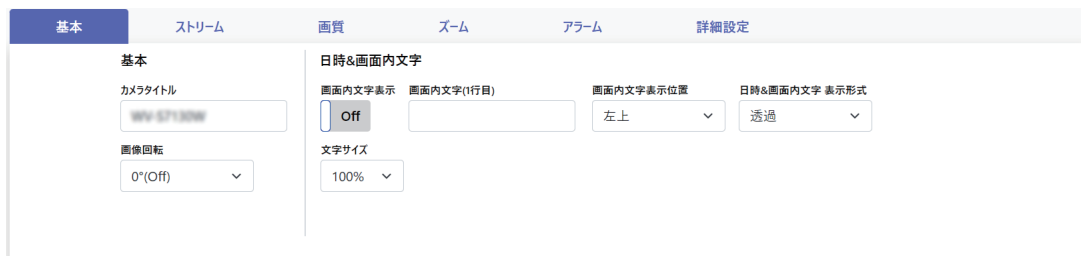 基本 ストリーム 画質 ズーム アラーム 詳細設定
基本
カメラタイトル
画像回転
0°(Off)
日時&画面内文字
画面内文字表示 画面内文字(1行目) 画面内文字表示位置 日時&画面内文字 表示形式
Off 左上 透過
文字サイズ
100%